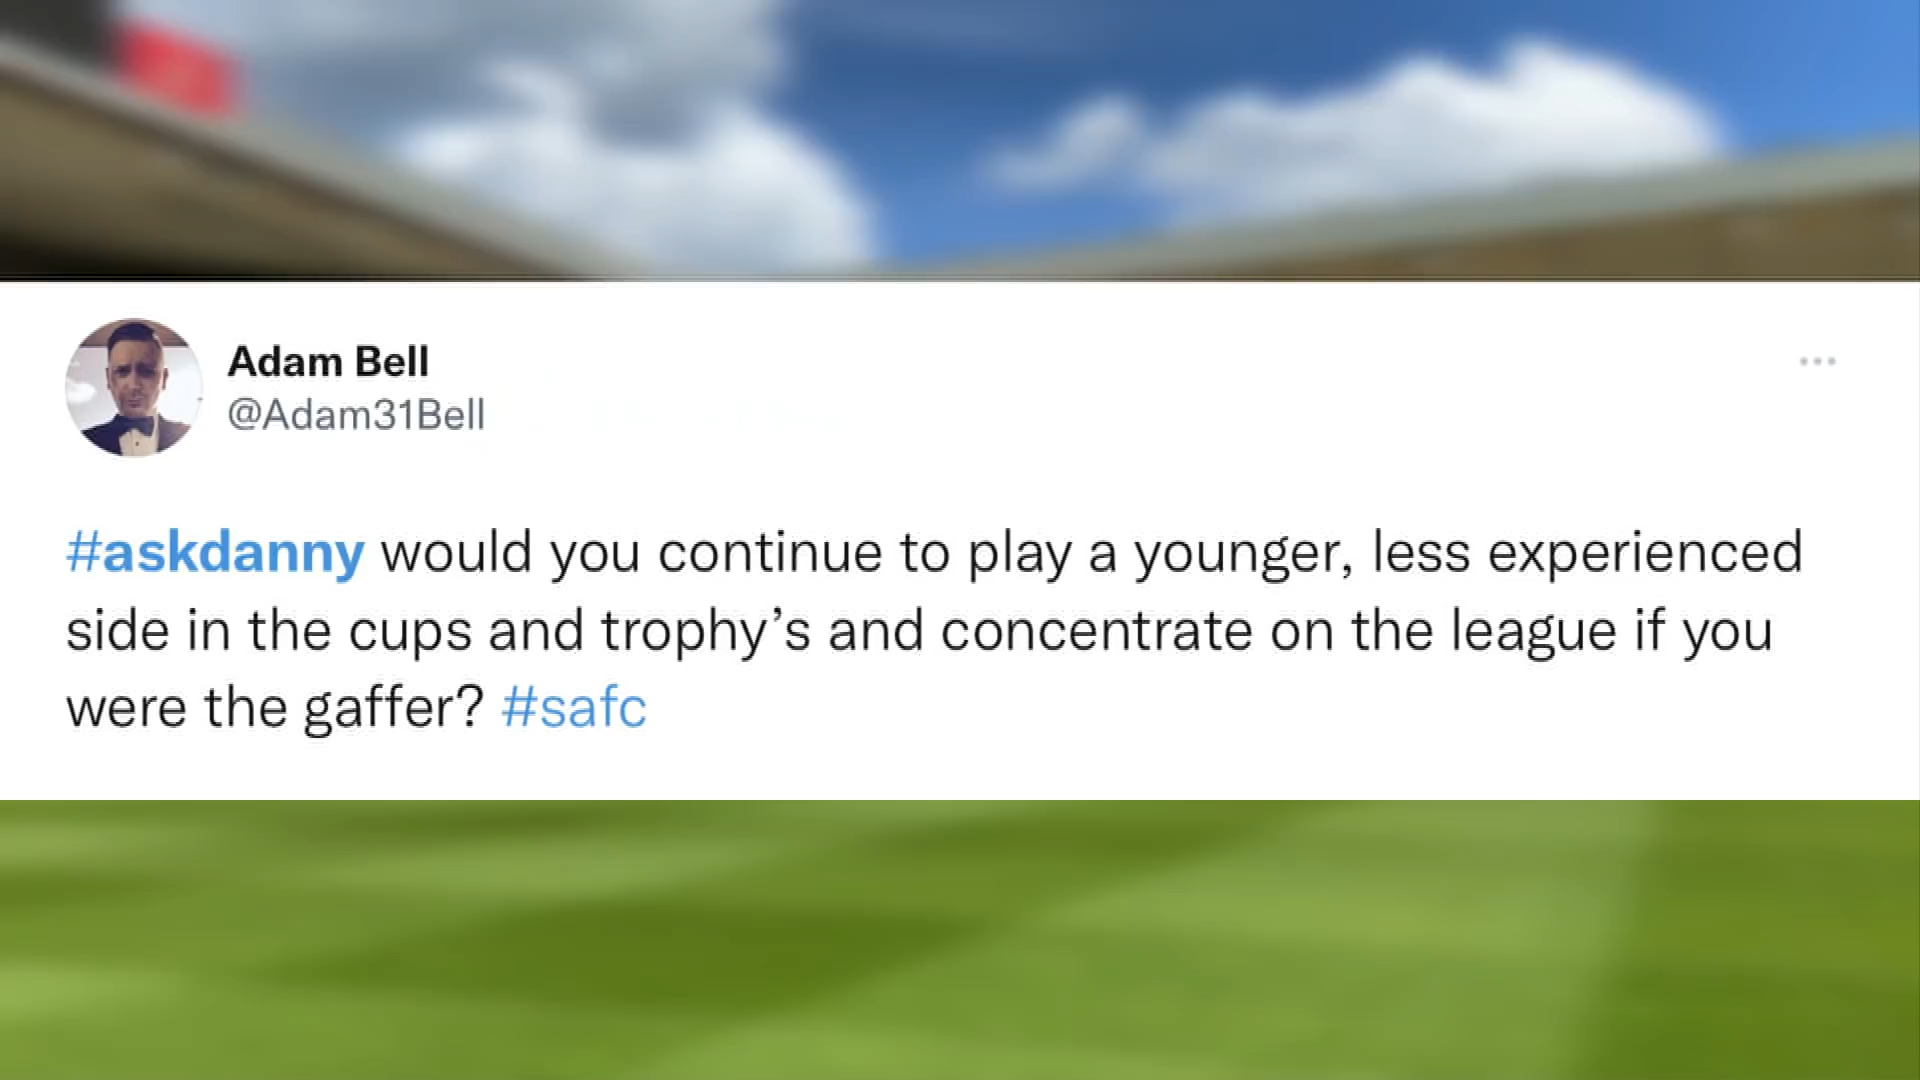 Adam Bell
@Adam31Bell
#askdanny would you continue to play a younger, less experienced
side in the cups and trophy’s and concentrate on the league if you
were the gaffer? #safc